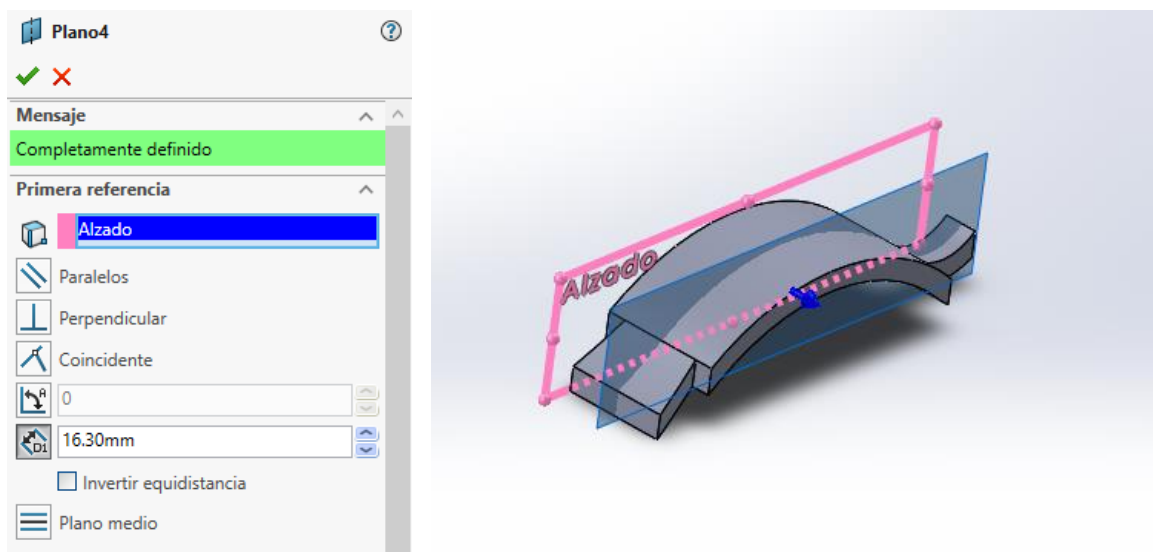 Plano4
Mensaje
Completamente definido
Primera referencia
Alzado
Paralelos
Perpendicular
Coincidente
0
16.30mm
Invertir equidistancia
Plano medio
Alzado